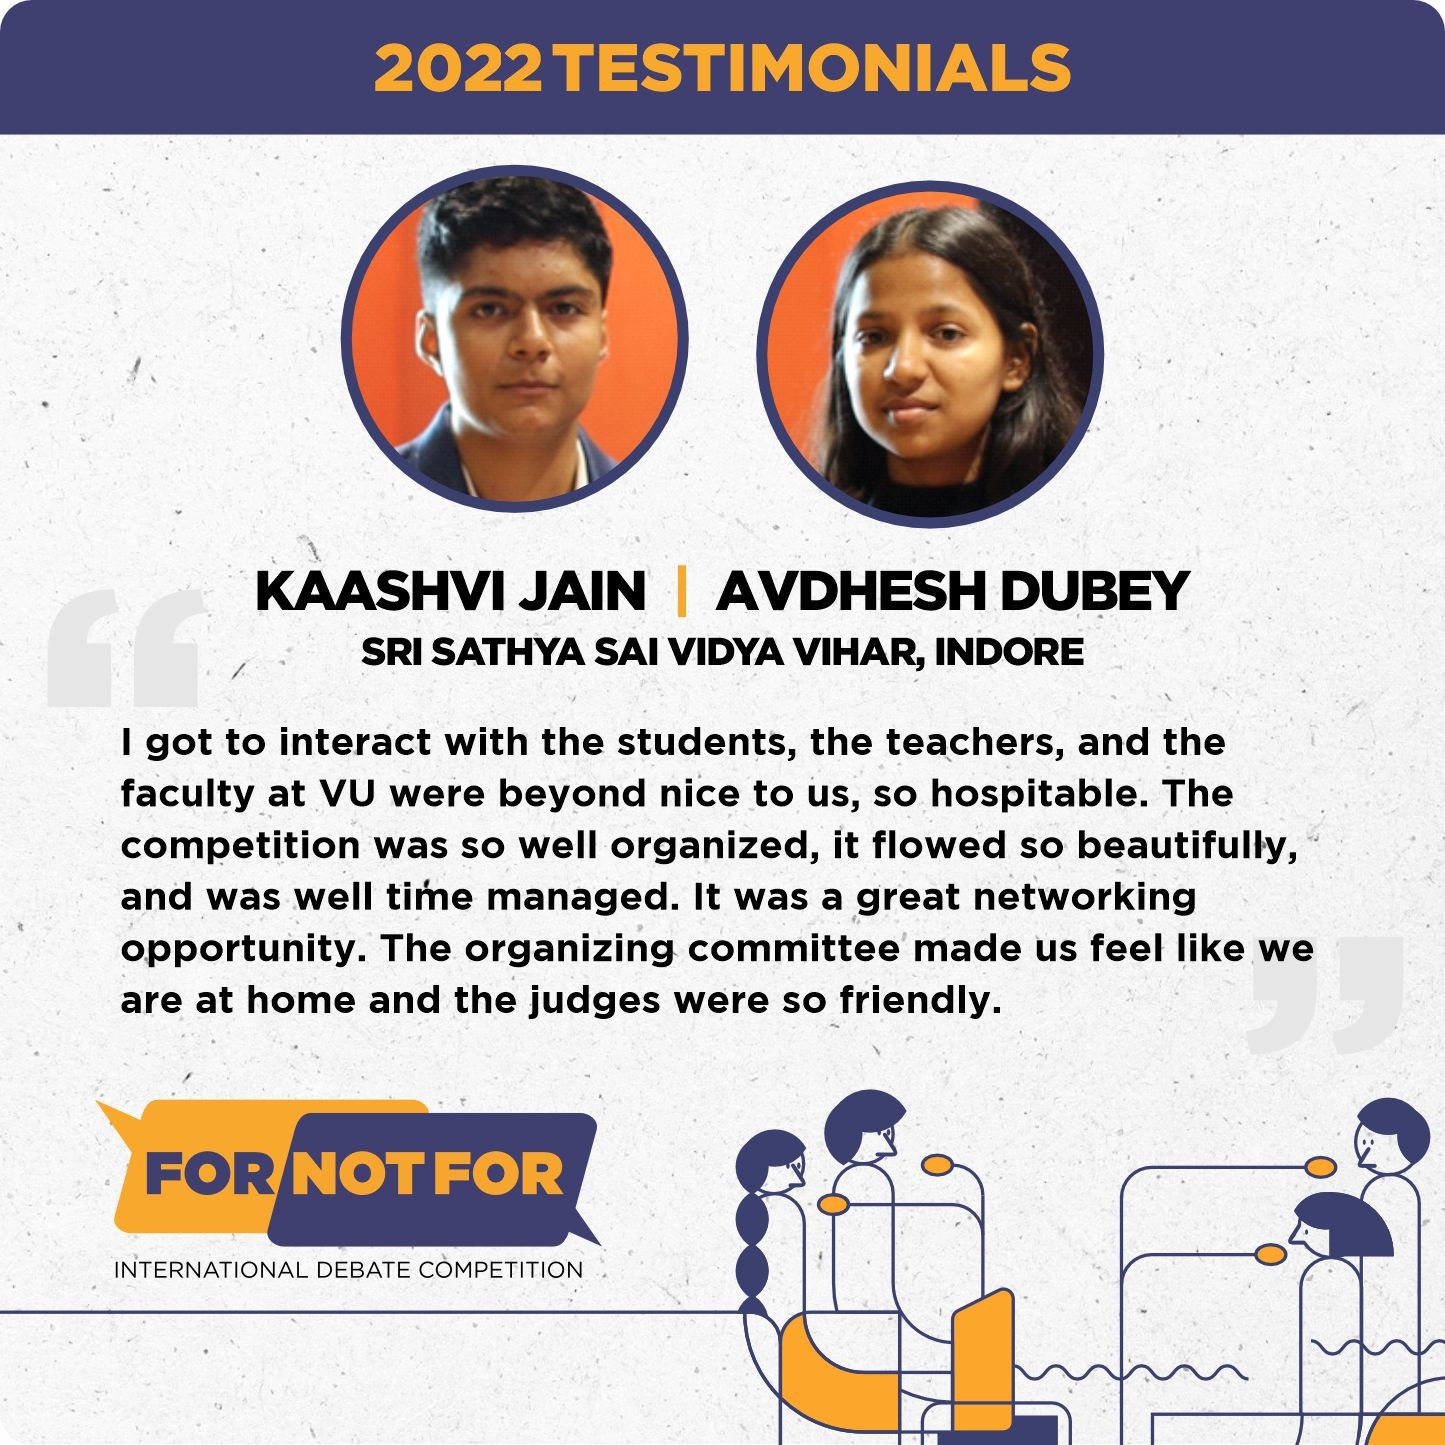 2022 TESTIMONIALS
KAASHVI JAIN | AVDHESH DUBEY
SRI SATHYA SAI VIDYA VIHAR, INDORE
“
I got to interact with the students, the teachers, and the
faculty at VU were beyond nice to us, so hospitable. The
competition was so well organized, it flowed so beautifully,
and was well time managed. It was a great networking
opportunity. The organizing committee made us feel like we
are at home and the judges were so friendly.
”
FOR NOT FOR
INTERNATIONAL DEBATE COMPETITION